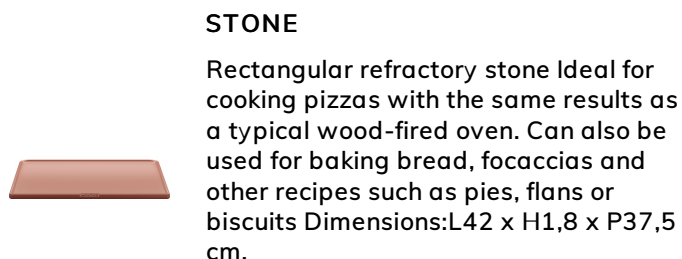 STONE
Rectangular refractory stone Ideal for
cooking pizzas with the same results as
a typical wood-fired oven. Can also be
used for baking bread, focaccias and
other recipes such as pies, flans or
biscuits Dimensions:L42 x H1,8 x P37,5
cm.